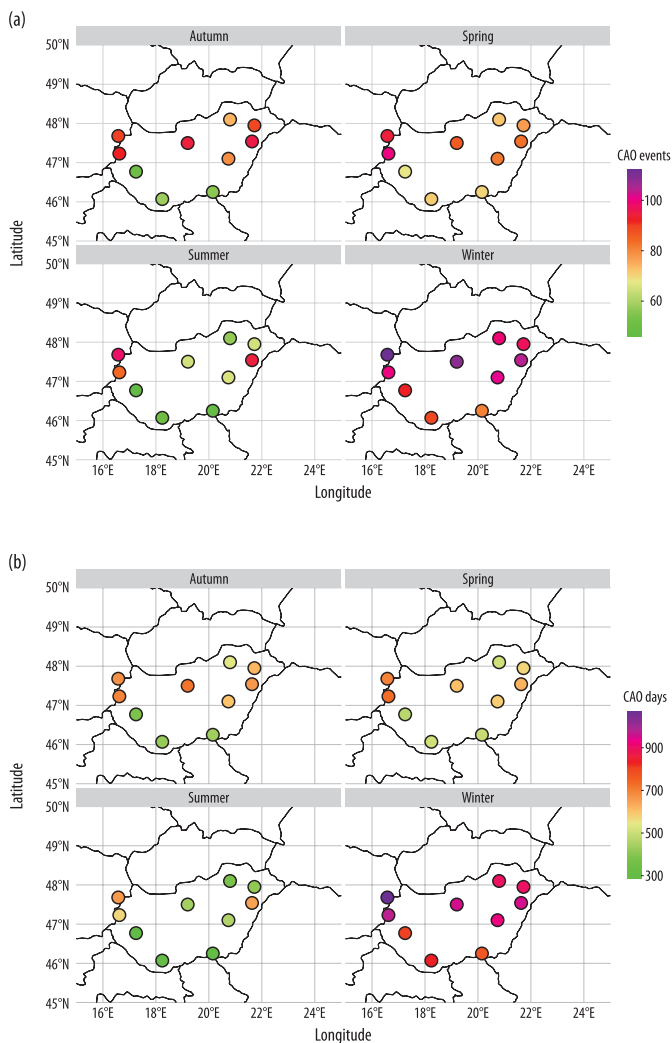 (a)
Autumn
Spring
50°N
49°N
48°N
47°N
46°N
45°N
CAO events
100
80
60
Latitude
Summer
Winter
50°N
49°N
48°N
47°N
46°N
45°N
16°E 18°E 20°E 22°E 24°E
16°E 18°E 20°E 22°E 24°E
Longitude
(b)
Autumn
Spring
50°N
49°N
48°N
47°N
46°N
45°N
CAO days
900
700
500
300
Latitude
Summer
Winter
50°N
49°N
48°N
47°N
46°N
45°N
16°E 18°E 20°E 22°E 24°E
16°E 18°E 20°E 22°E 24°E
Longitude